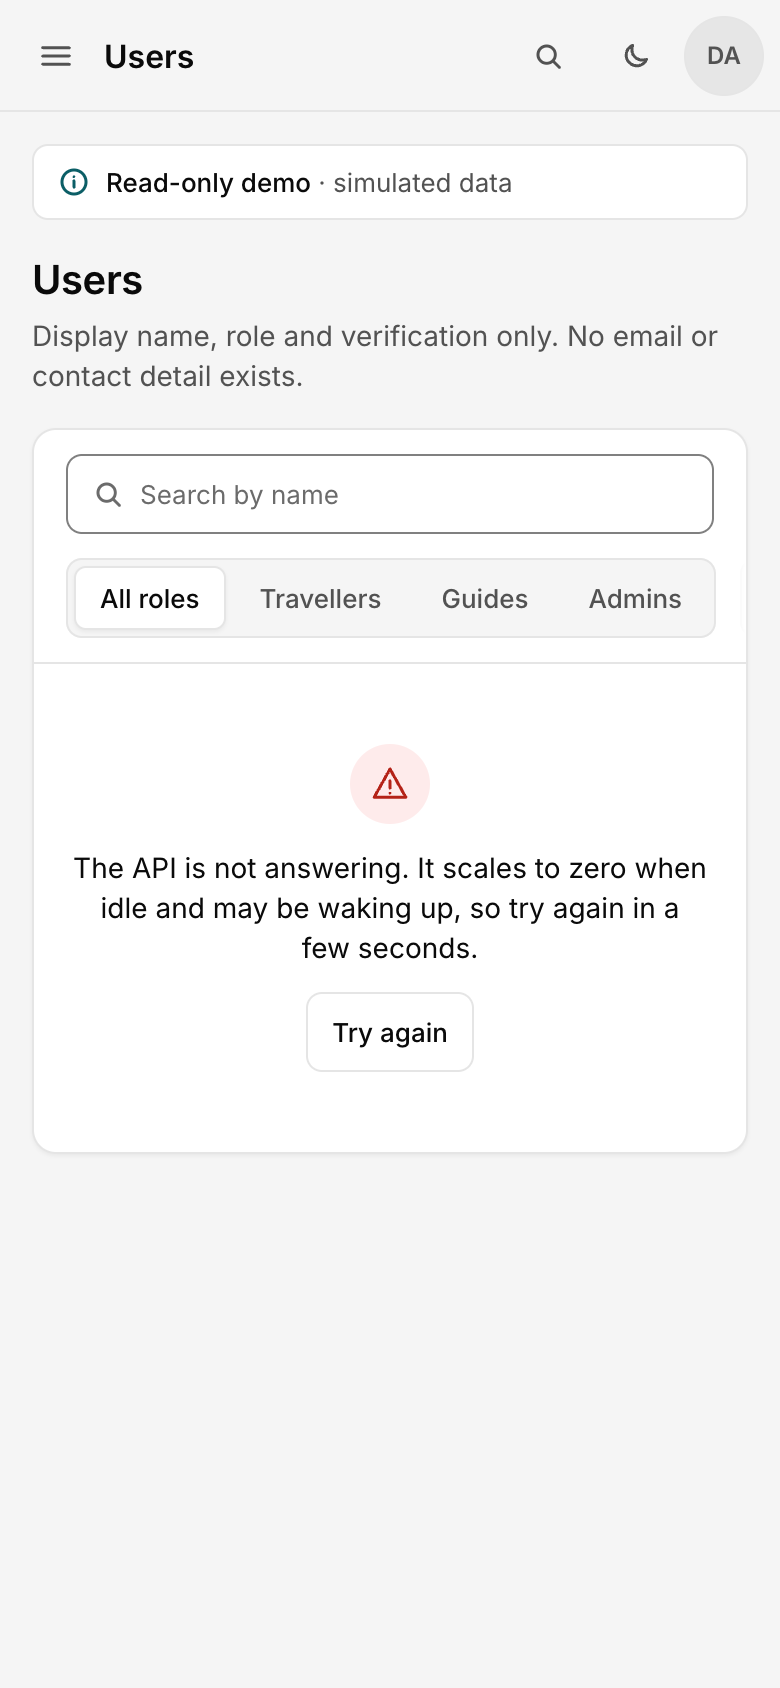 Users
DA
Read-only demo · simulated data
Users
Display name, role and verification only. No email or
contact detail exists.
Search by name
All roles
Travellers
Guides
Admins
The API is not answering. It scales to zero when
idle and may be waking up, so try again in a
few seconds.
Try again